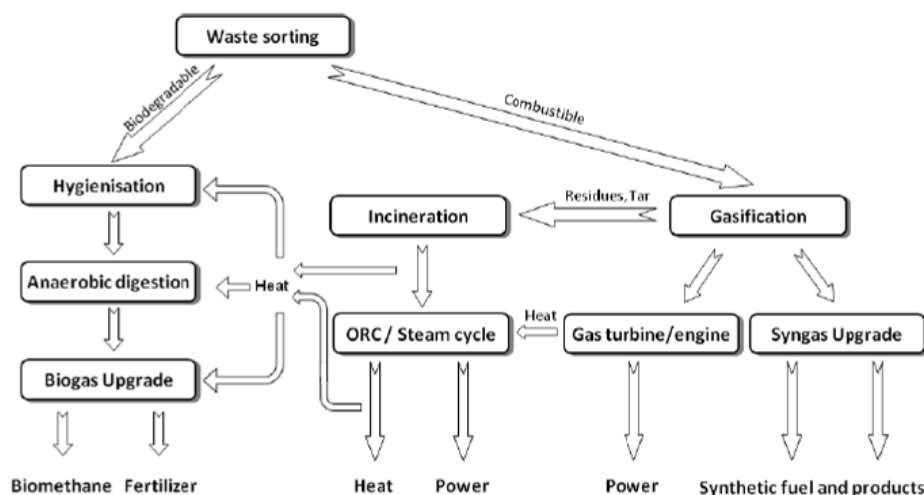 Waste sorting
Biodegradable
Combustible
Hygienisation
Residues, Tar
Incineration
Gasification
Anaerobic digestion
Heat
ORC / Steam cycle
Heat
Gas turbine/engine
Syngas Upgrade
Biogas Upgrade
Biomethane
Fertilizer
Heat
Power
Power
Synthetic fuel and products